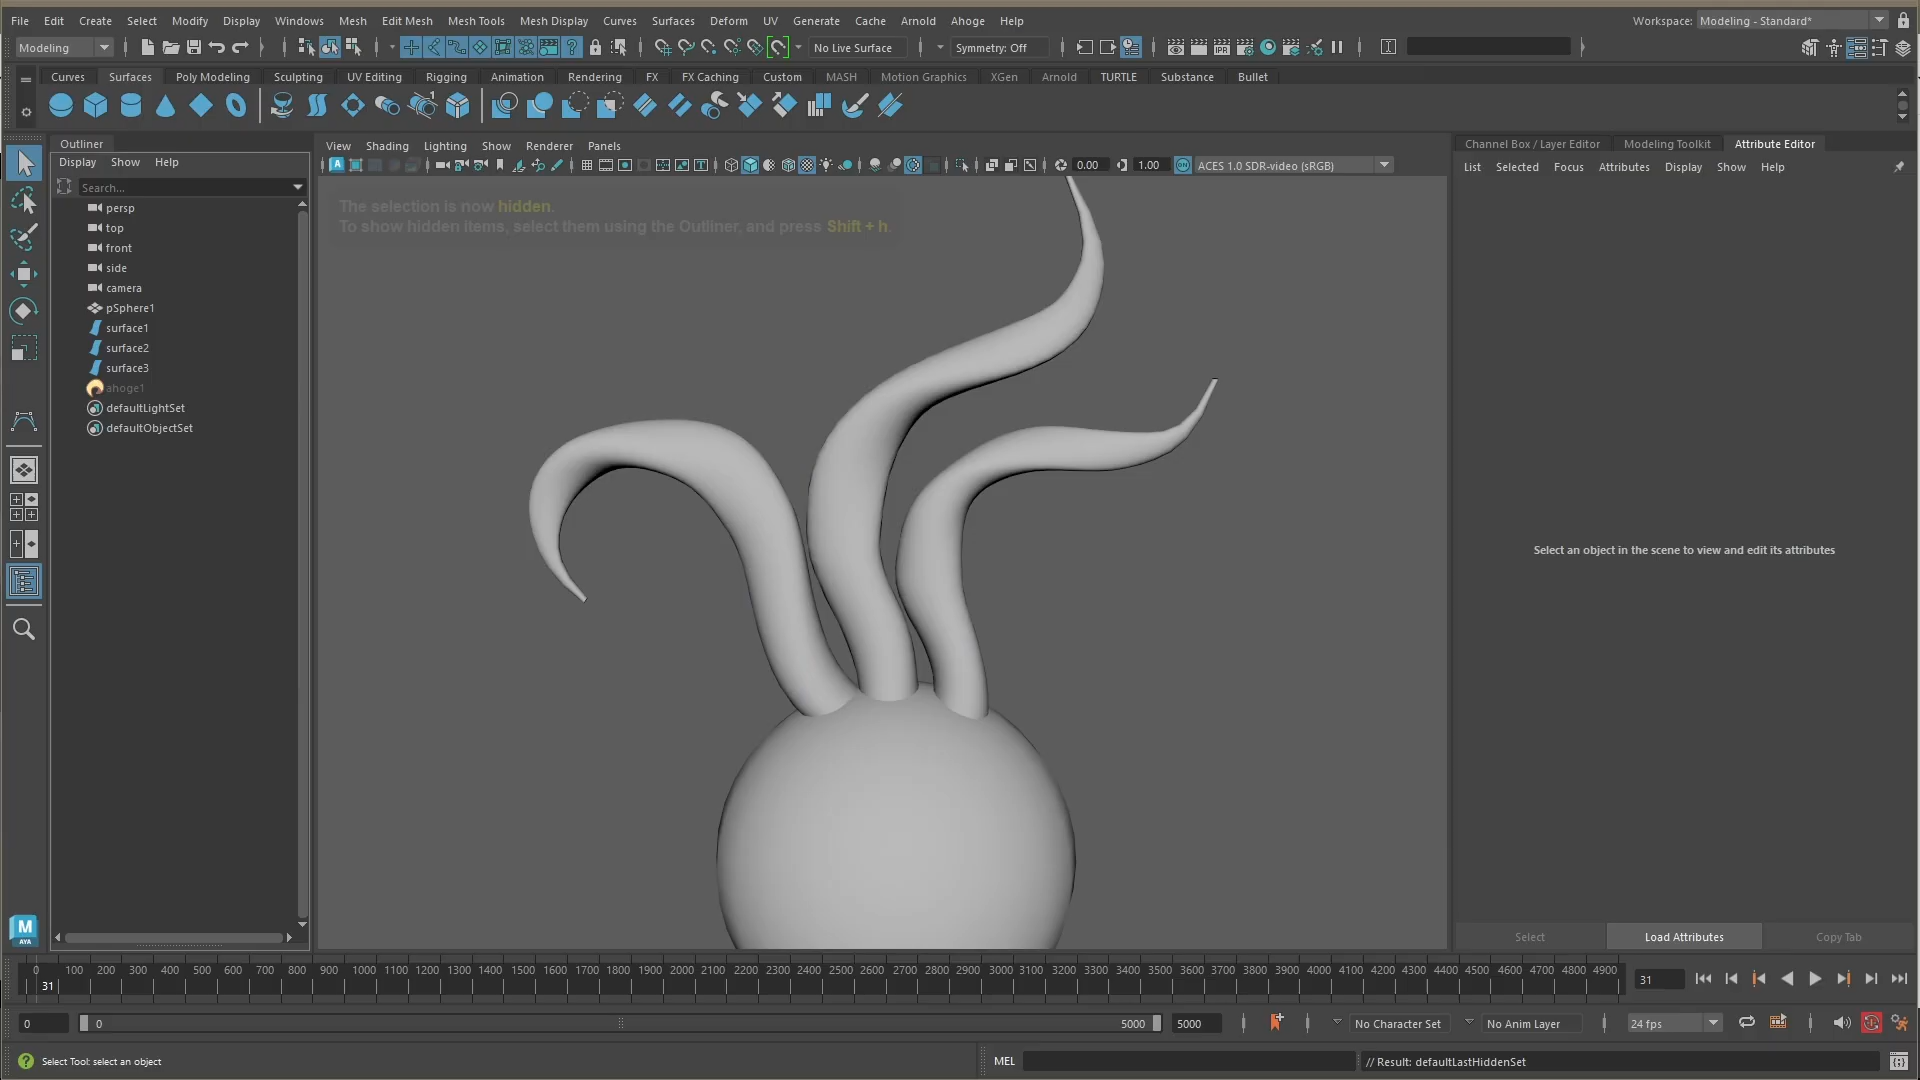 File Edit Create Select Modify Display Windows Mesh Edit Mesh Mesh Tools Mesh Display Curves Surfaces Deform UV Generate Cache Arnold Ahoge Help Workspace: Modeling - Standard*
Modeling No Live Surface Symmetry: Off
Curves Surfaces Poly Modeling Sculpting UV Editing Rigging Animation Rendering FX FX Caching Custom MASH Motion Graphics XGen Arnold TURTLE Substance Bullet
Outliner
Display Show Help
Search...
persp
top
front
side
camera
pSphere1
surface1
surface2
surface3
ahoge1
defaultLightSet
defaultObjectSet
View Shading Lighting Show Renderer Panels
0.00 1.00 ACES 1.0 SDR-video (sRGB)
The selection is now hidden.
To show hidden items, select them using the Outliner, and press Shift + h.
Channel Box / Layer Editor Modeling Toolkit Attribute Editor
List Selected Focus Attributes Display Show Help
Select an object in the scene to view and edit its attributes
Select Load Attributes Copy Tab
M
AYA
0 100 200 300 400 500 600 700 800 900 1000 1100 1200 1300 1400 1500 1600 1700 1800 1900 2000 2100 2200 2300 2400 2500 2600 2700 2800 2900 3000 3100 3200 3300 3400 3500 3600 3700 3800 3900 4000 4100 4200 4300 4400 4500 4600 4700 4800 4900
31 31
0 0 5000 5000 No Character Set No Anim Layer 24 fps
Select Tool: select an object MEL // Result: defaultLastHiddenSet